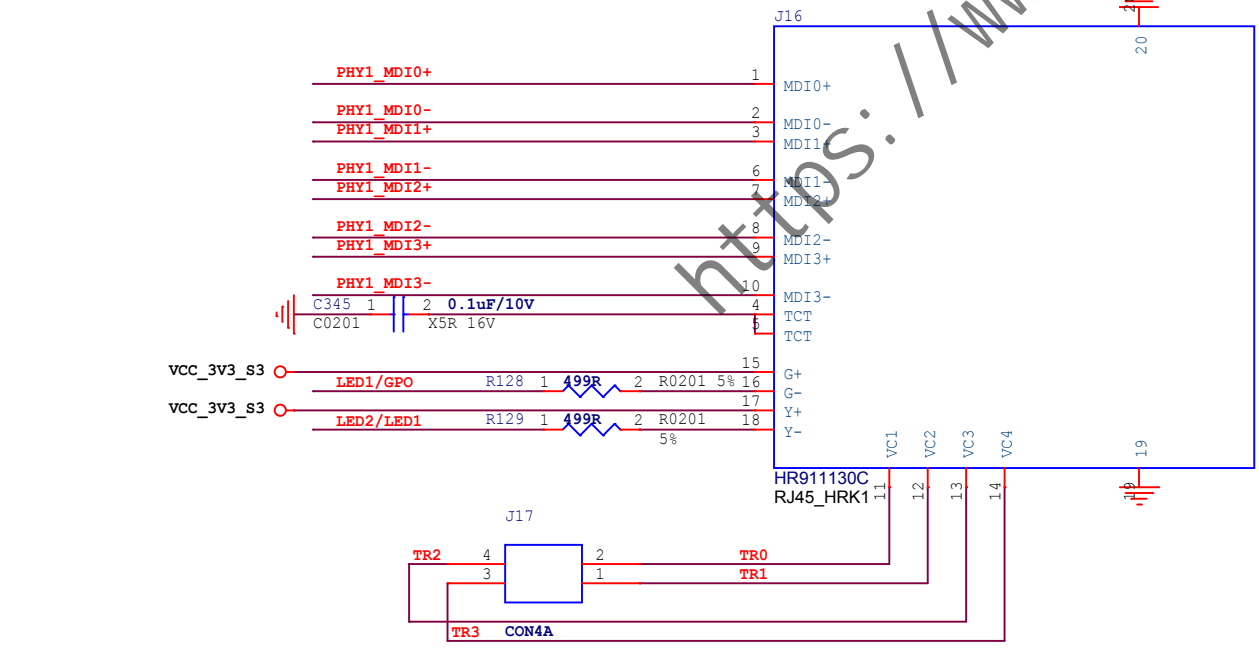 J16
20
PHY1_MDI0+ 1 MDI0+
PHY1_MDI0- 2 MDI0-
PHY1_MDI1+ 3 MDI1+
PHY1_MDI1- 6 MDI1-
PHY1_MDI2+ 7 MDI2+
PHY1_MDI2- 8 MDI2-
PHY1_MDI3+ 9 MDI3+
PHY1_MDI3- 10 MDI3-
C345 1 2 0.1uF/10V 4 TCT
C0201 X5R 16V 5 TCT
VCC_3V3_S3 15 G+
LED1/GPO R128 1 499R 2 R0201 5% 16 G-
VCC_3V3_S3 17 Y+
LED2/LED1 R129 1 499R 2 R0201 18 Y-
5%
VC1 VC2 VC3 VC4 19
HR911130C
RJ45_HRK1 11 12 13 14 19
J17
TR2 4 2 TR0
3 1 TR1
TR3 CON4A
https://ww